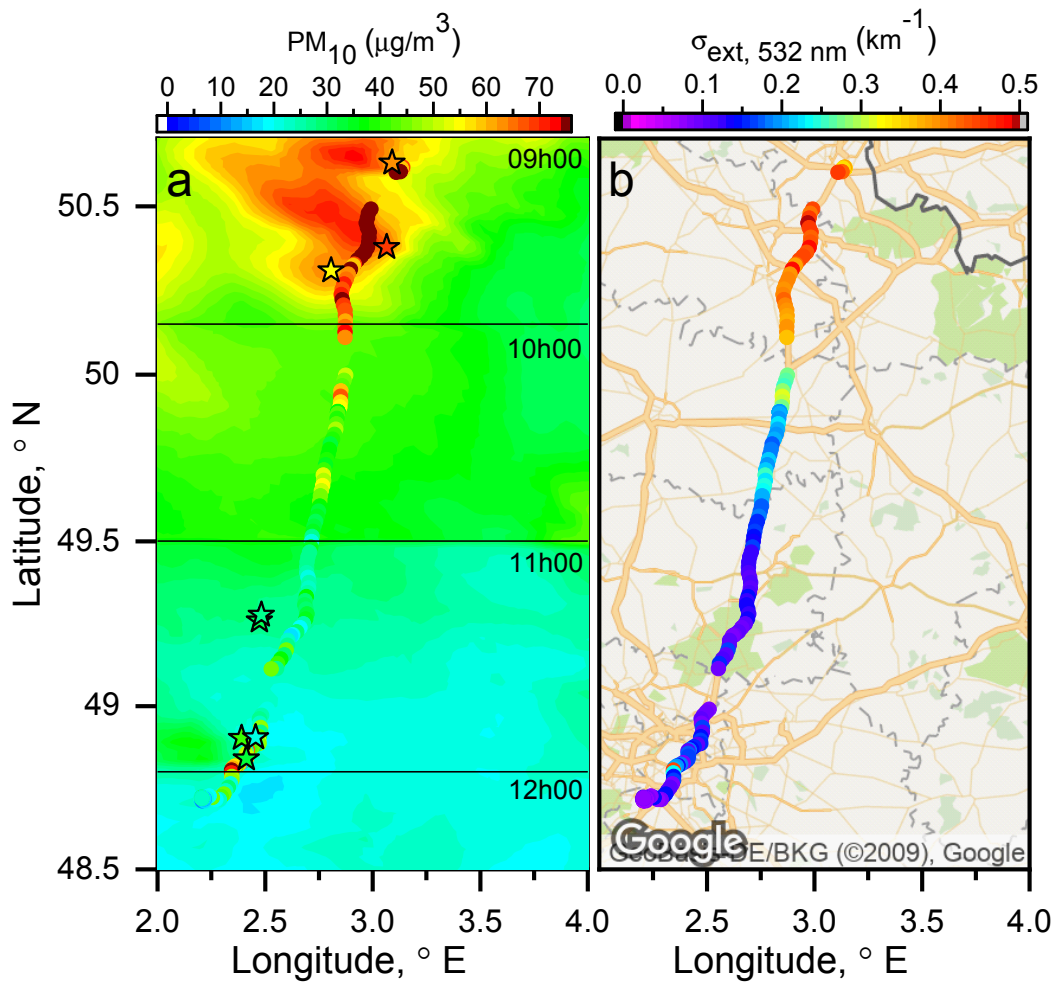 PM10 (μg/m3)
0 10 20 30 40 50 60 70
σext, 532 nm (km-1)
0.0 0.1 0.2 0.3 0.4 0.5
a
09h00
b
50.5
10h00
50
Latitude, ° N
49.5
11h00
49
12h00
48.5
Google
GeoBasis-DE/BKG (©2009), Google
2.0 2.5 3.0 3.5 4.0
2.5 3.0 3.5 4.0
Longitude, ° E
Longitude, ° E